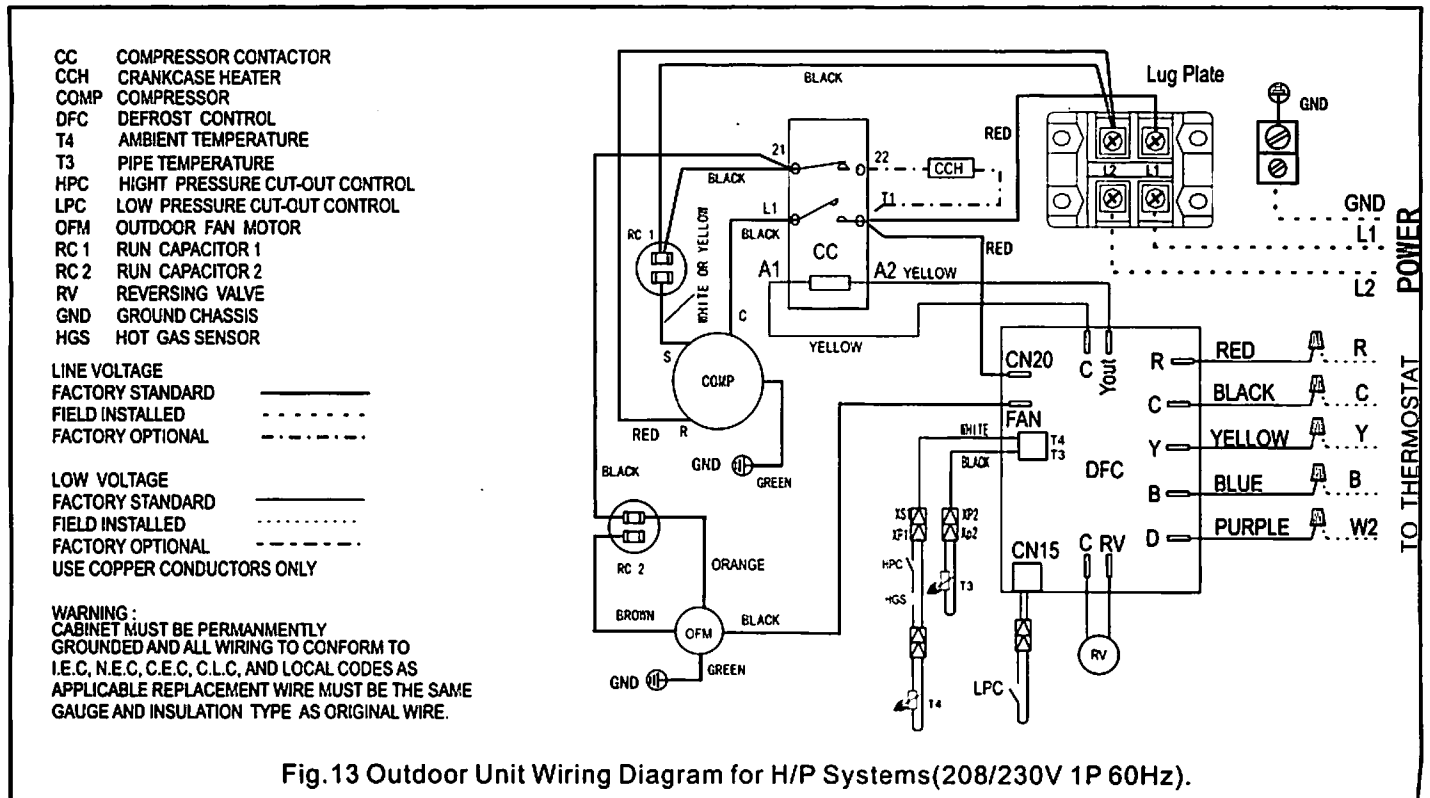 CC COMPRESSOR CONTACTOR
CCH CRANKCASE HEATER
COMP COMPRESSOR
DFC DEFROST CONTROL
T4 AMBIENT TEMPERATURE
T3 PIPE TEMPERATURE
HPC HIGHT PRESSURE CUT-OUT CONTROL
LPC LOW PRESSURE CUT-OUT CONTROL
OFM OUTDOOR FAN MOTOR
RC 1 RUN CAPACITOR 1
RC 2 RUN CAPACITOR 2
RV REVERSING VALVE
GND GROUND CHASSIS
HGS HOT GAS SENSOR
LINE VOLTAGE
FACTORY STANDARD
FIELD INSTALLED
FACTORY OPTIONAL
LOW VOLTAGE
FACTORY STANDARD
FIELD INSTALLED
FACTORY OPTIONAL
USE COPPER CONDUCTORS ONLY
WARNING :
CABINET MUST BE PERMANMENTLY
GROUNDED AND ALL WIRING TO CONFORM TO
I.E.C, N.E.C, C.E.C, C.L.C, AND LOCAL CODES AS
APPLICABLE REPLACEMENT WIRE MUST BE THE SAME
GAUGE AND INSULATION TYPE AS ORIGINAL WIRE.
BLACK
Lug Plate
GND
RED
21
22
CCH
BLACK
T1
L2 L1
L1
BLACK
RC 1
CC
RED
GND
L1
L2
POWER
WHITE OR YELLOW
A1
A2 YELLOW
YELLOW
C
S
COMP
R
RED
GND
GREEN
CN20
FAN
C
Yout
WHITE
BLACK
T4
T3
DFC
R RED R
C BLACK C
Y YELLOW Y
B BLUE B
D PURPLE W2
TO THERMOSTAT
BLACK
RC 2
ORANGE
BROWN
OFM
BLACK
GND
GREEN
XS1
XP1
XP2
Xp2
HPC
HGS
T3
T4
CN15
LPC
C RV
RV
Fig.13 Outdoor Unit Wiring Diagram for H/P Systems(208/230V 1P 60Hz).